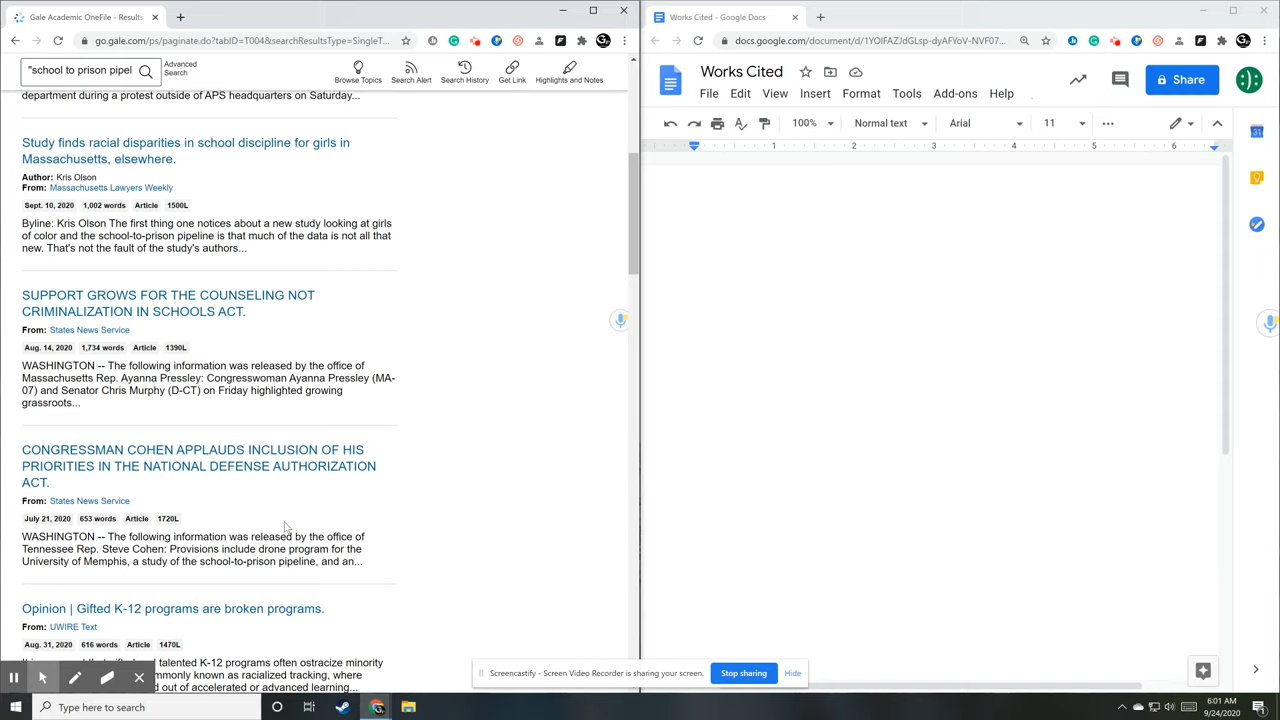 Gale Academic OneFile - Results
Works Cited - Google Docs
go.gale.com/ps/paginate.do?tabID=T004&searchResultsType=SingleT...
docs.google.com/document/d/1YOIFAZJdGLsp-dyAFYoV-NVF07...
"school to prison pipel
Advanced
Search
Browse Topics
Search Alert
Search History
Get Link
Highlights and Notes
Works Cited
File Edit View Insert Format Tools Add-ons Help
Share
100% Normal text Arial 11
1 2 3 4 5 6
31
department during a protest outside of APS Headquarters on Saturday...
Study finds racial disparities in school discipline for girls in
Massachusetts, elsewhere.
Author: Kris Olson
From: Massachusetts Lawyers Weekly
Sept. 10, 2020 1,002 words Article 1500L
Byline: Kris Olson The first thing one notices about a new study looking at girls
of color and the school-to-prison pipeline is that much of the data is not all that
new. That's not the fault of the study's authors...
SUPPORT GROWS FOR THE COUNSELING NOT
CRIMINALIZATION IN SCHOOLS ACT.
From: States News Service
Aug. 14, 2020 1,734 words Article 1390L
WASHINGTON -- The following information was released by the office of
Massachusetts Rep. Ayanna Pressley: Congresswoman Ayanna Pressley (MA-
07) and Senator Chris Murphy (D-CT) on Friday highlighted growing
grassroots...
CONGRESSMAN COHEN APPLAUDS INCLUSION OF HIS
PRIORITIES IN THE NATIONAL DEFENSE AUTHORIZATION
ACT.
From: States News Service
July 21, 2020 653 words Article 1720L
WASHINGTON -- The following information was released by the office of
Tennessee Rep. Steve Cohen: Provisions include drone program for the
University of Memphis, a study of the school-to-prison pipeline, and an...
Opinion | Gifted K-12 programs are broken programs.
From: UWIRE Text
Aug. 31, 2020 616 words Article 1470L
talented K-12 programs often ostracize minority
mmonly known as racialized tracking, where
d out of accelerated or advanced learning...
Screencastify - Screen Video Recorder is sharing your screen.
Stop sharing
Hide
Type here to search
6:01 AM
9/24/2020